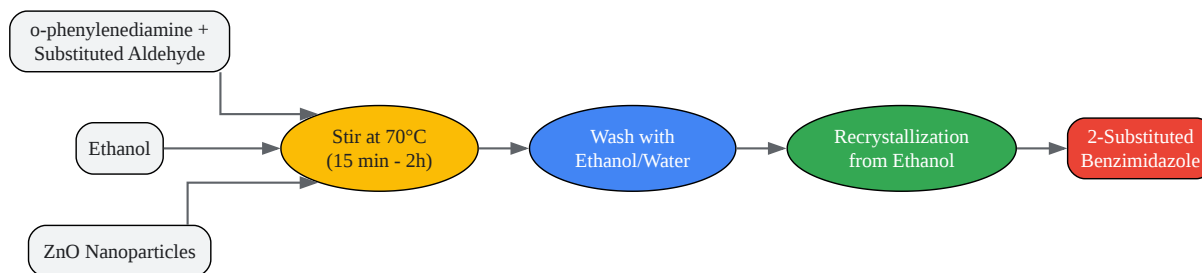 o-phenylenediamine +
Substituted Aldehyde
Ethanol
ZnO Nanoparticles
Stir at 70°C
(15 min - 2h)
Wash with
Ethanol/Water
Recrystallization
from Ethanol
2-Substituted
Benzimidazole